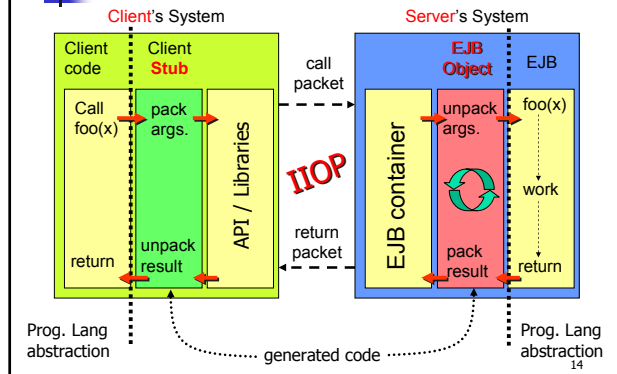 Client's System
Server's System
Client
code
Client
Stub
call
packet
EJB
Object
EJB
Call
foo(x)
pack
args.
API / Libraries
IIOP
EJB container
unpack
args.
foo(x)
work
return
unpack
result
return
packet
pack
result
return
Prog. Lang
abstraction
generated code
Prog. Lang
abstraction
14